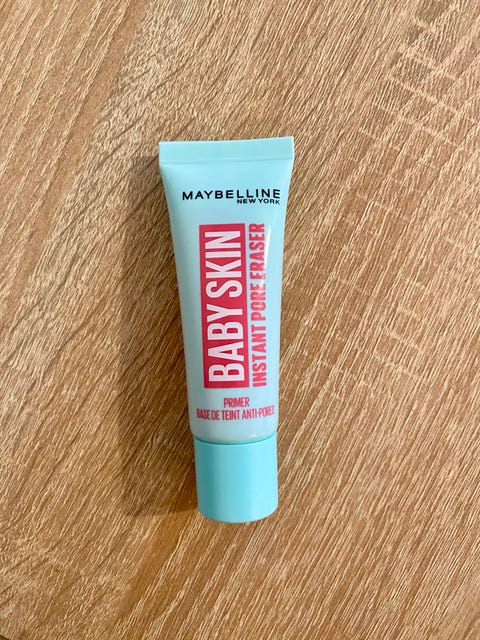 MAYBELLINE
NEW YORK
BABY SKIN
INSTANT PORE ERASER
PRIMER
BASE DE TEINT ANTI-PORES